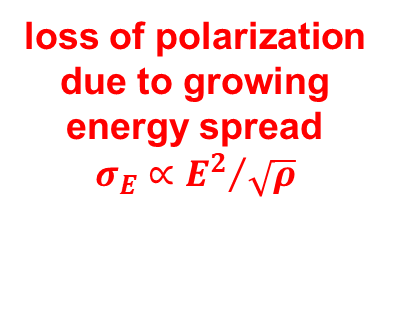 loss of polarization
due to growing
energy spread
σ_E ∝ E²/√ρ